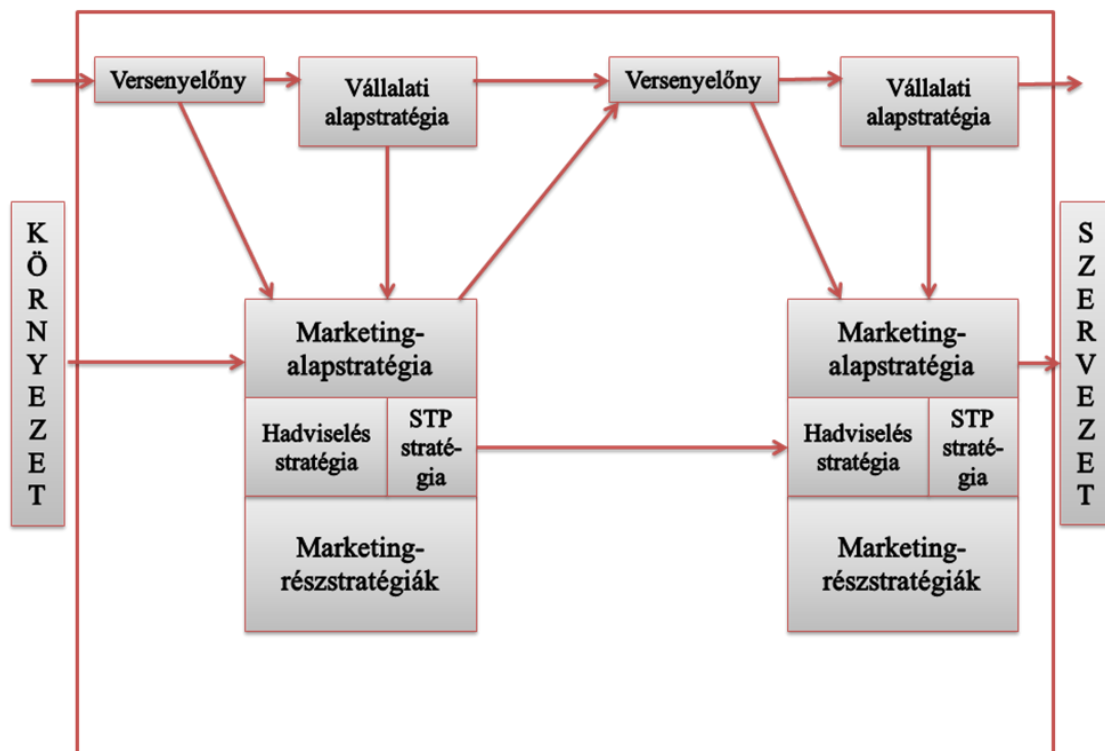 Versenyelőny
Vállalati
alapstratégia
Versenyelőny
Vállalati
alapstratégia
K
Ö
R
N
Y
E
Z
E
T
Marketing-
alapstratégia
Hadviselés
stratégia
STP
straté-
gia
Marketing-
részstratégiák
Marketing-
alapstratégia
Hadviselés
stratégia
STP
straté-
gia
Marketing-
részstratégiák
S
Z
E
R
V
E
Z
E
T